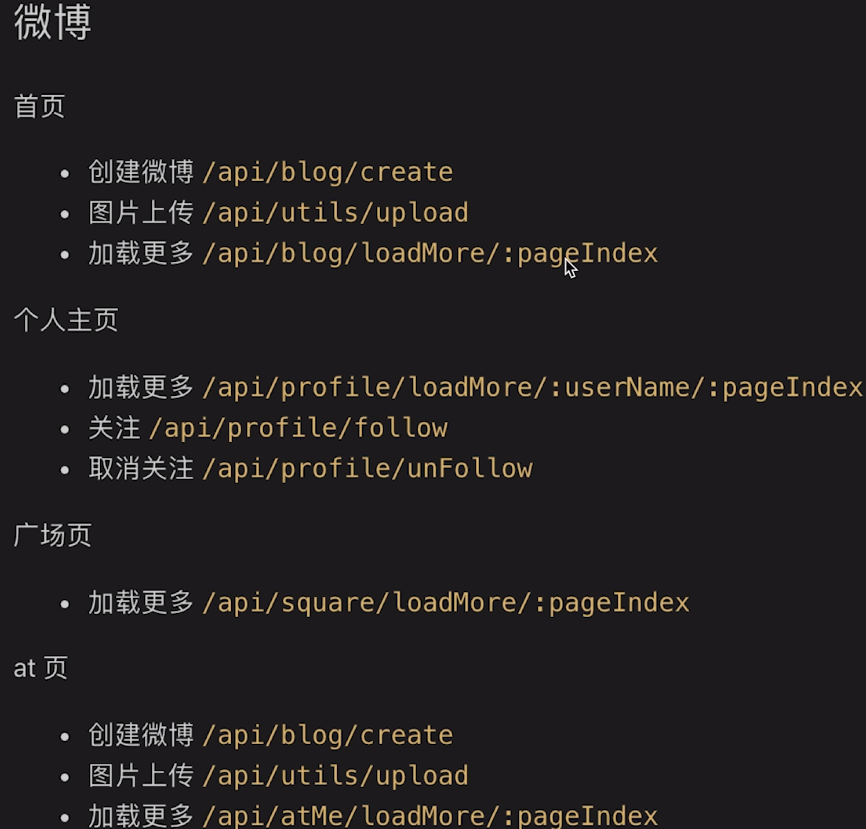 微博
首页
• 创建微博 /api/blog/create
• 图片上传 /api/utils/upload
• 加载更多 /api/blog/loadMore/:pageIndex
个人主页
• 加载更多 /api/profile/loadMore/:userName/:pageIndex
• 关注 /api/profile/follow
• 取消关注 /api/profile/unFollow
广场页
• 加载更多 /api/square/loadMore/:pageIndex
at 页
• 创建微博 /api/blog/create
• 图片上传 /api/utils/upload
• 加载更多 /api/atMe/loadMore/:pageIndex